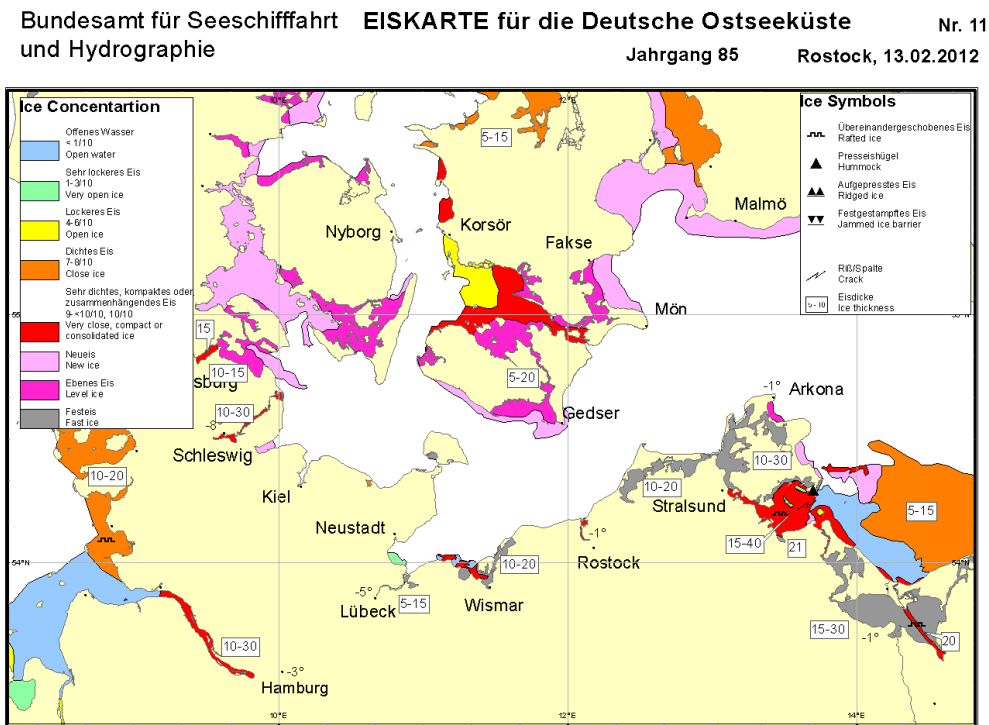 Bundesamt für Seeschifffahrt
und Hydrographie
EISKARTE für die Deutsche Ostseeküste
Nr. 11
Jahrgang 85
Rostock, 13.02.2012
Ice Concentartion
Offenes Wasser
< 1/10
Open water
Sehr lockeres Eis
1-3/10
Very open ice
Lockeres Eis
4-6/10
Open ice
Dichtes Eis
7-8/10
Close ice
Sehr dichtes, kompaktes oder
zusammenhängendes Eis
9-<10/10, 10/10
Very close, compact or
consolidated ice
Neueis
New ice
Ebenes Eis
Level ice
Festeis
Fast ice
Ice Symbols
Übereinandergeschobenes Eis
Rafted ice
Presseishügel
Hummock
Aufgepresstes Eis
Ridged ice
Festgestampftes Eis
Jammed ice barrier
Riß/Spalte
Crack
5-10
Eisdicke
Ice thickness
10°E
12°E
5-15
Malmö
Korsör
Nyborg
Fakse
Mön
15
10-15
sburg
5-20
-1°
Arkona
10-30
-8°
Gedser
Schleswig
10-20
10-30
10-20
Kiel
Stralsund
5-15
Neustadt
-1°
15-40
21
Rostock
54°N
54°N
10-20
-5°
Lübeck
5-15
Wismar
15-30
-1°
20
10-30
-3°
Hamburg
10°E
12°E
14°E